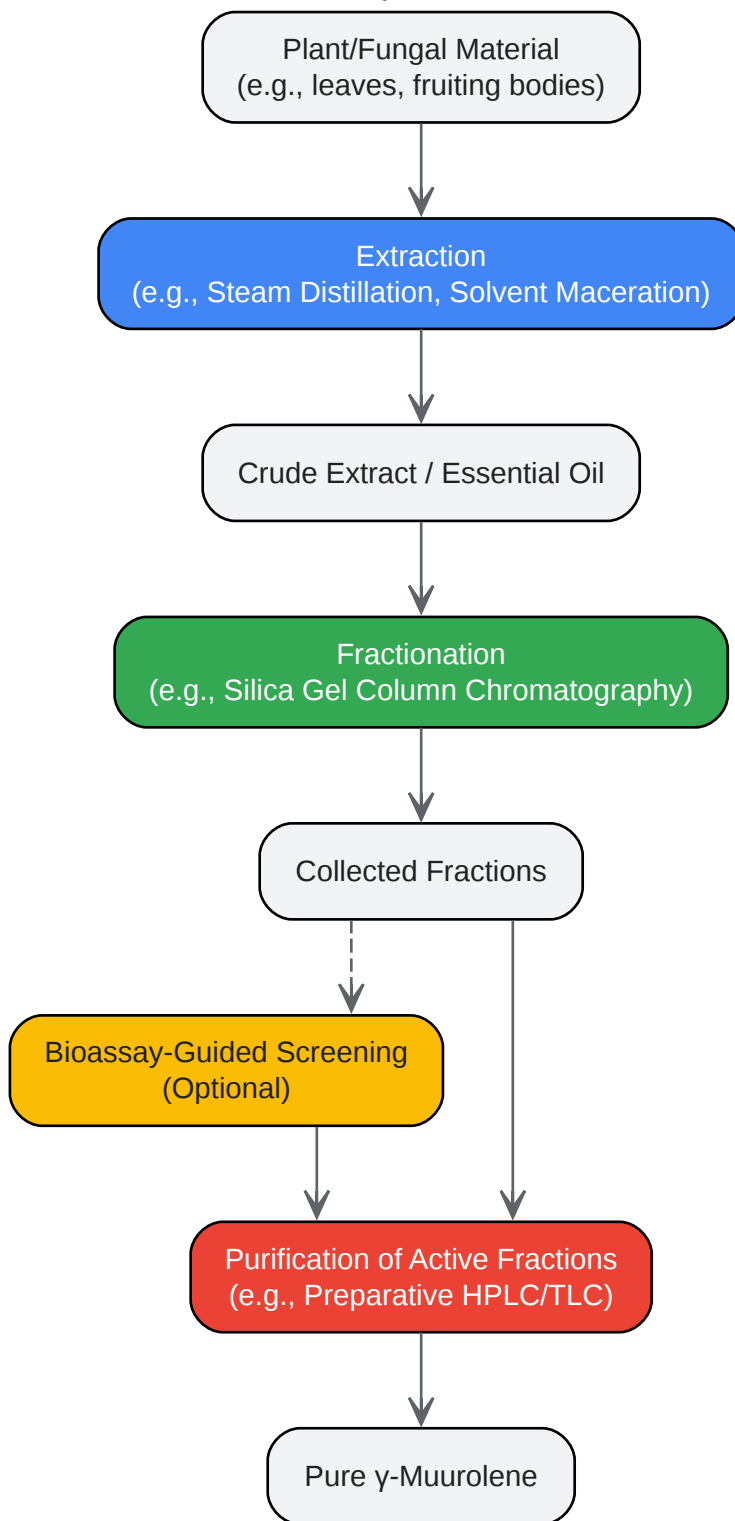 Plant/Fungal Material
(e.g., leaves, fruiting bodies)
Extraction
(e.g., Steam Distillation, Solvent Maceration)
Crude Extract / Essential Oil
Fractionation
(e.g., Silica Gel Column Chromatography)
Collected Fractions
Bioassay-Guided Screening
(Optional)
Purification of Active Fractions
(e.g., Preparative HPLC/TLC)
Pure γ-Muurolene